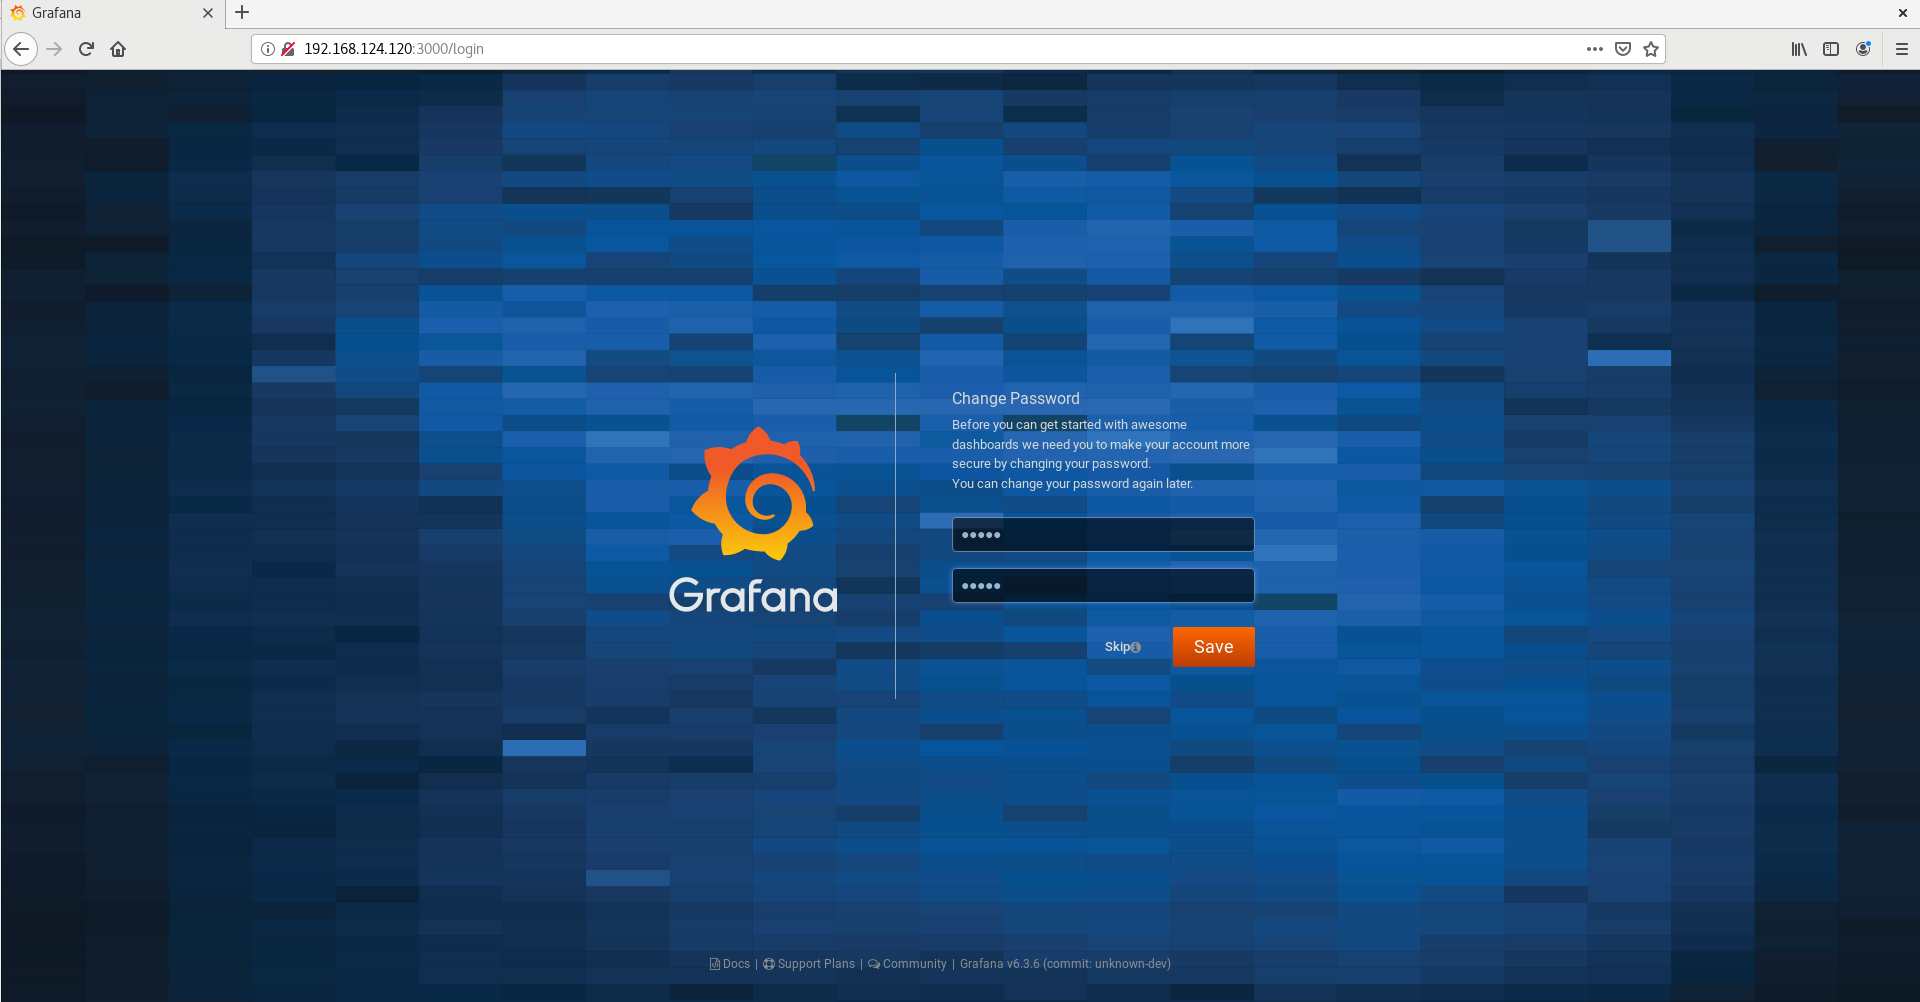 Grafana
192.168.124.120:3000/login
Change Password
Before you can get started with awesome
dashboards we need you to make your account more
secure by changing your password.
You can change your password again later.
•••••
•••••
Grafana
Skip
Save
Docs | Support Plans | Community | Grafana v6.3.6 (commit: unknown-dev)